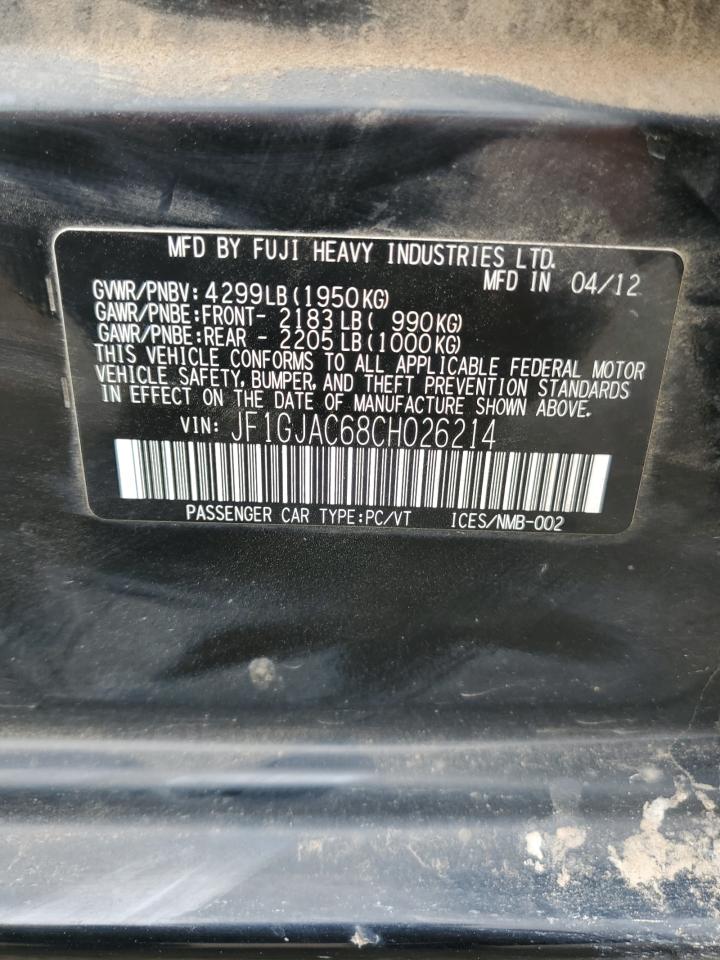 MFD BY FUJI HEAVY INDUSTRIES LTD.
MFD IN 04/12
GVWR/PNBV: 4299LB(1950KG)
GAWR/PNBE:FRONT- 2183 LB( 990KG)
GAWR/PNBE:REAR - 2205 LB(1000KG)
THIS VEHICLE CONFORMS TO ALL APPLICABLE FEDERAL MOTOR
VEHICLE SAFETY, BUMPER, AND THEFT PREVENTION STANDARDS
IN EFFECT ON THE DATE OF MANUFACTURE SHOWN ABOVE.
VIN: JF1GJAC68CH026214
PASSENGER CAR TYPE:PC/VT ICES/NMB-002